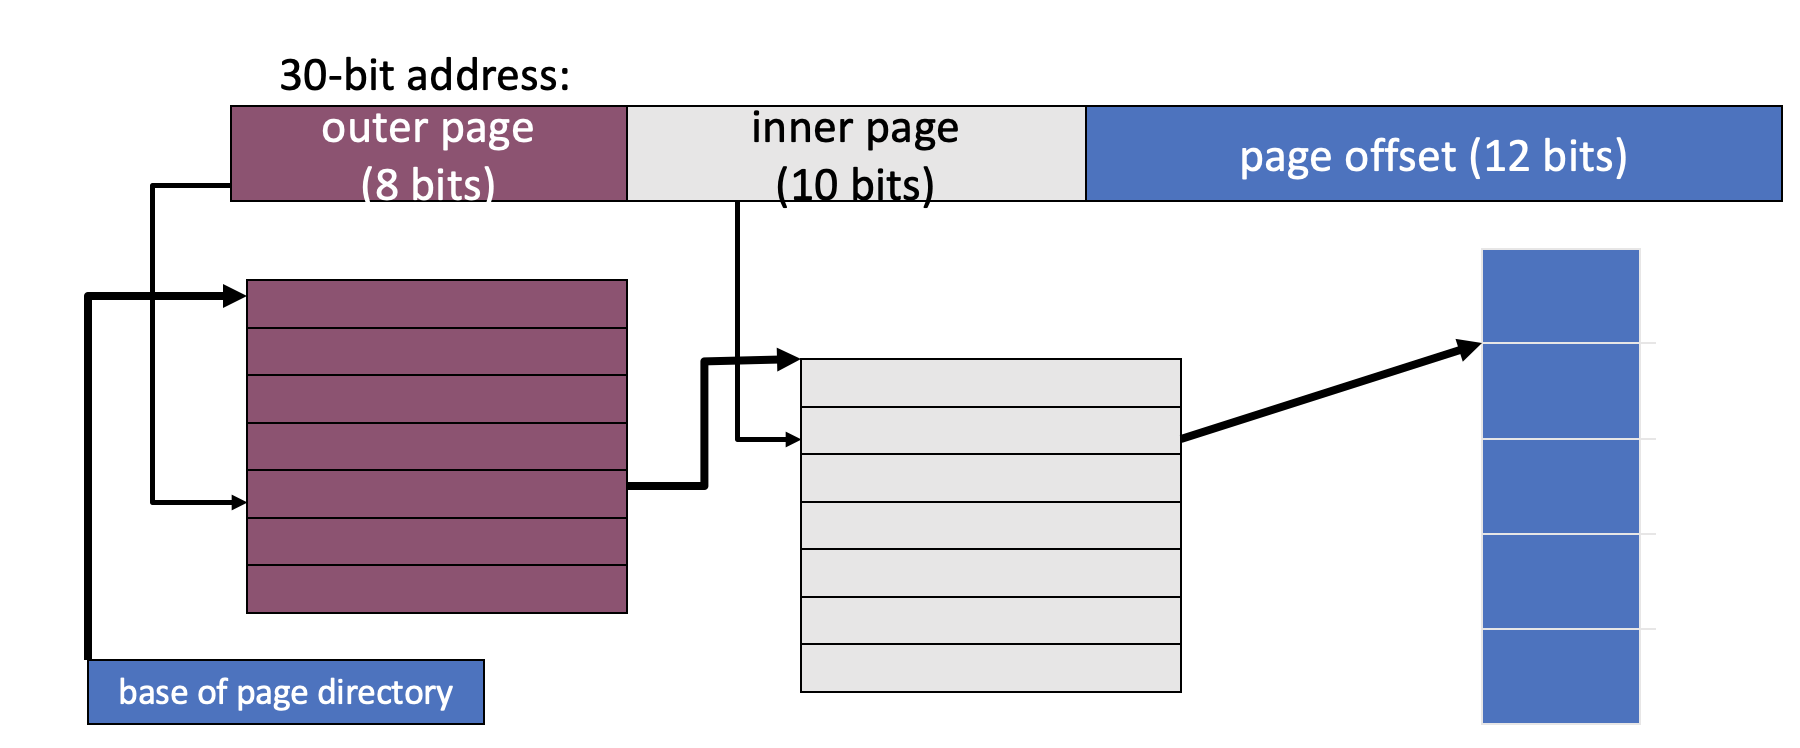 30-bit address:
outer page
(8 bits)
inner page
(10 bits)
page offset (12 bits)
base of page directory